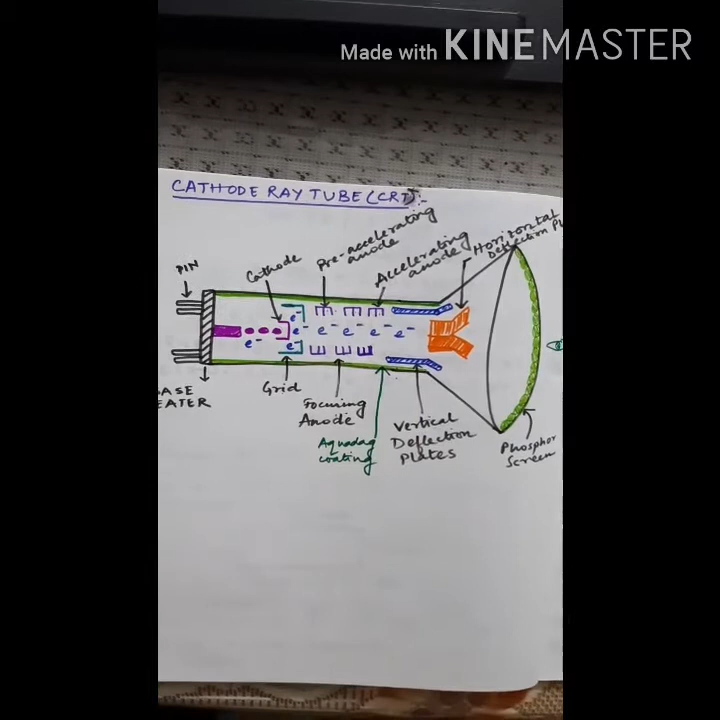 Made with KINEMASTER
CATHODE RAY TUBE (CRT):-
Pre-accelerating
anode
Accelerating
anode
Horizontal
Deflection Pl
Cathode
PIN
e-
e- e- e- e- e-
e-
e-
ASE
EATER
Grid
Focusing
Anode
Aquadag
coating
Vertical
Deflection
Plates
Phosphor
Screen